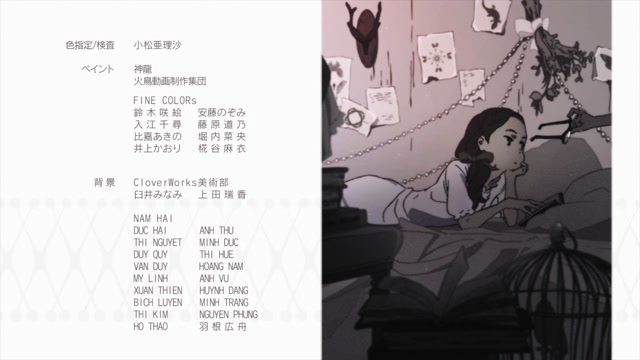 色指定/検査 小松亜理沙
ペイント 神龍
火鳥動画制作集団
FINE COLORs
鈴木咲絵 安藤のぞみ
入江千尋 藤原道乃
比嘉あきの 堀内菜央
井上かおり 椛谷麻衣
背景 CloverWorks美術部
臼井みなみ 上田瑞香
NAM HAI
DUC HAI ANH THU
THI NGUYET MINH DUC
DUY QUY THI HUE
VAN DUY HOANG NAM
MY LINH ANH VU
XUAN THIEN HUYNH DANG
BICH LUYEN MINH TRANG
THI KIM NGUYEN PHUNG
HO THAO 羽根広舟